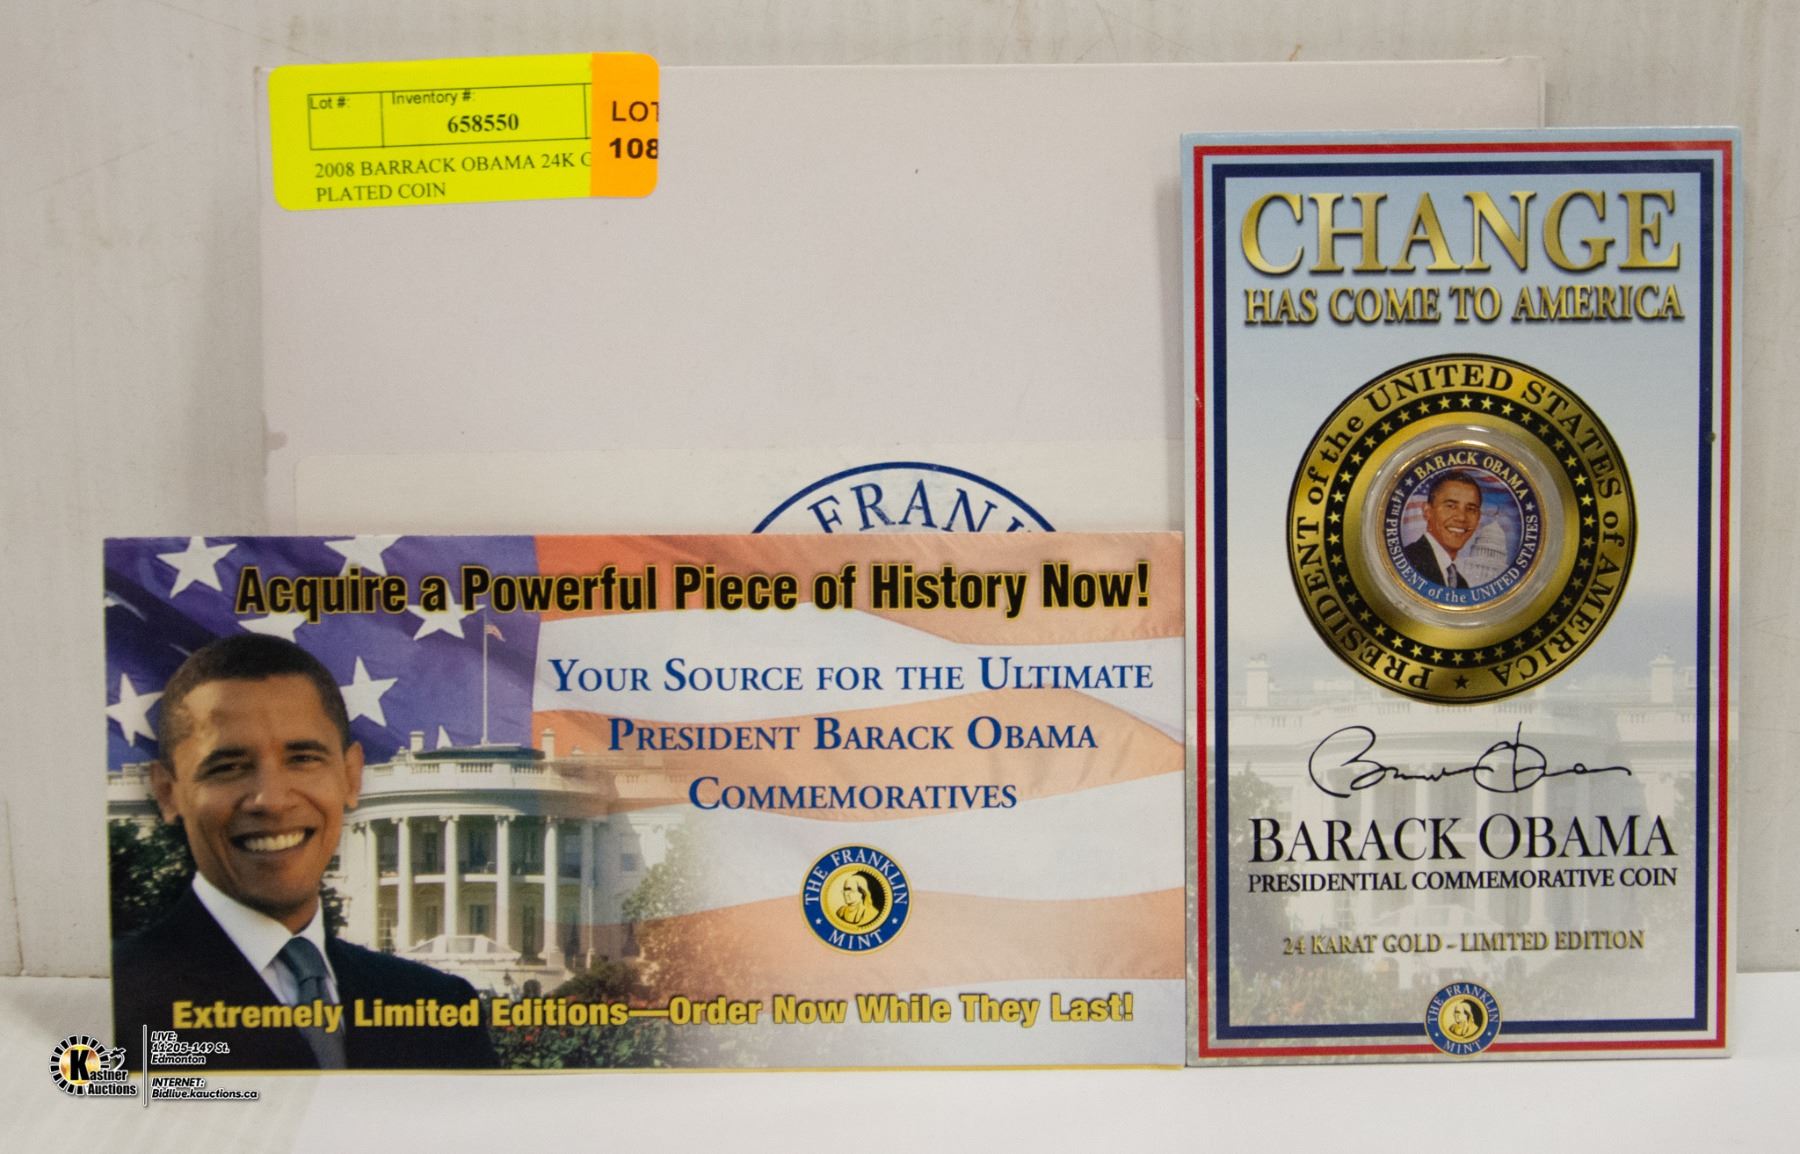 Lot #: Inventory #:
658550
2008 BARRACK OBAMA 24K G
PLATED COIN
LOT
108
FRANK
Acquire a Powerful Piece of History Now!
YOUR SOURCE FOR THE ULTIMATE
PRESIDENT BARACK OBAMA
COMMEMORATIVES
THE FRANKLIN
MINT
Extremely Limited Editions—Order Now While They Last!
CHANGE
HAS COME TO AMERICA
PRESIDENT of the UNITED STATES of AMERICA
BARACK OBAMA
44TH PRESIDENT of the UNITED STATES
BARACK OBAMA
PRESIDENTIAL COMMEMORATIVE COIN
24 KARAT GOLD - LIMITED EDITION
THE FRANKLIN
MINT
Kastner
Auctions
LIVE:
11205-149 St.
Edmonton
INTERNET:
Bidlive.kauctions.ca